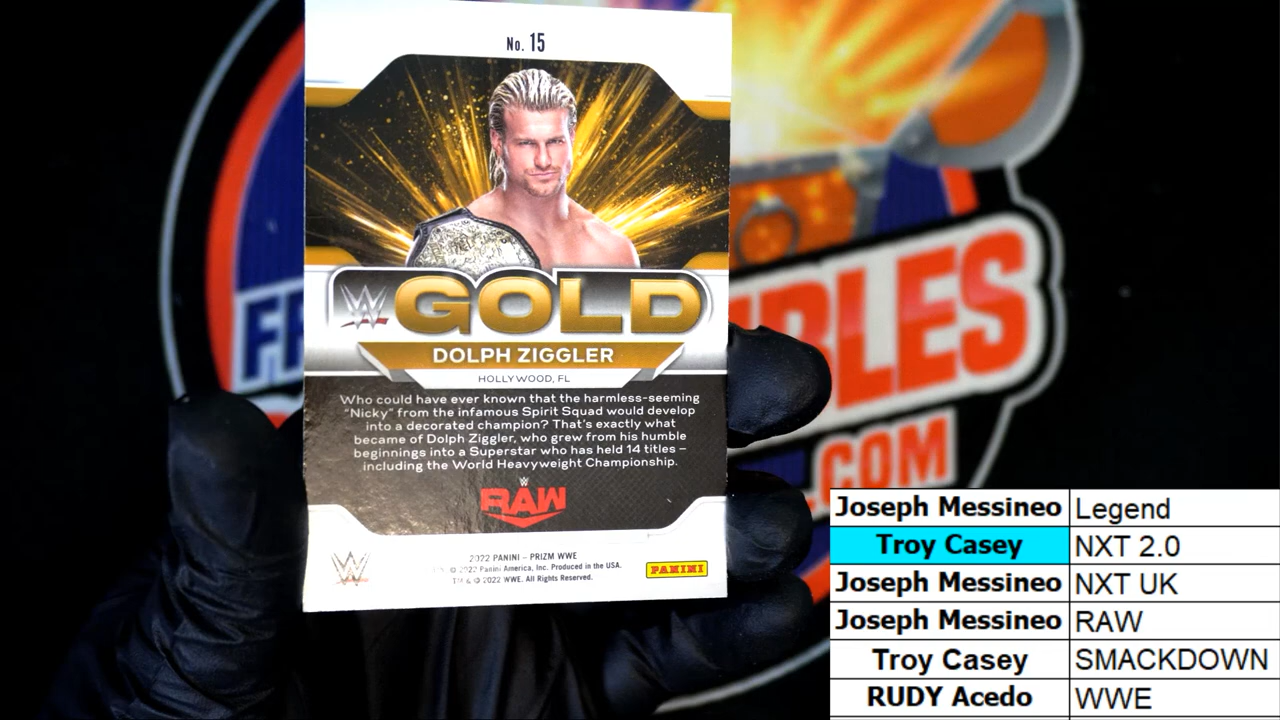 No. 15
W
GOLD
DOLPH ZIGGLER
HOLLYWOOD, FL
Who could have ever known that the harmless-seeming
"Nicky" from the infamous Spirit Squad would develop
into a decorated champion? That's exactly what
became of Dolph Ziggler, who grew from his humble
beginnings into a Superstar who has held 14 titles –
including the World Heavyweight Championship.
W
RAW
2022 PANINI – PRIZM WWE
© 2022 Panini America, Inc. Produced in the USA.
TM & © 2022 WWE. All Rights Reserved.
W
PANINI
BLES
.COM
Joseph Messineo Legend
Troy Casey NXT 2.0
Joseph Messineo NXT UK
Joseph Messineo RAW
Troy Casey SMACKDOWN
RUDY Acedo WWE